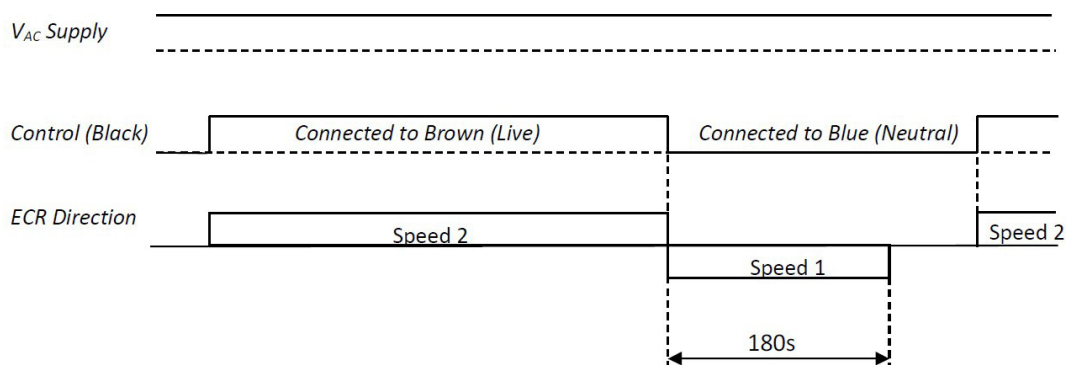 V_AC Supply
Control (Black)
Connected to Brown (Live)
Connected to Blue (Neutral)
ECR Direction
Speed 2
Speed 2
Speed 1
180s